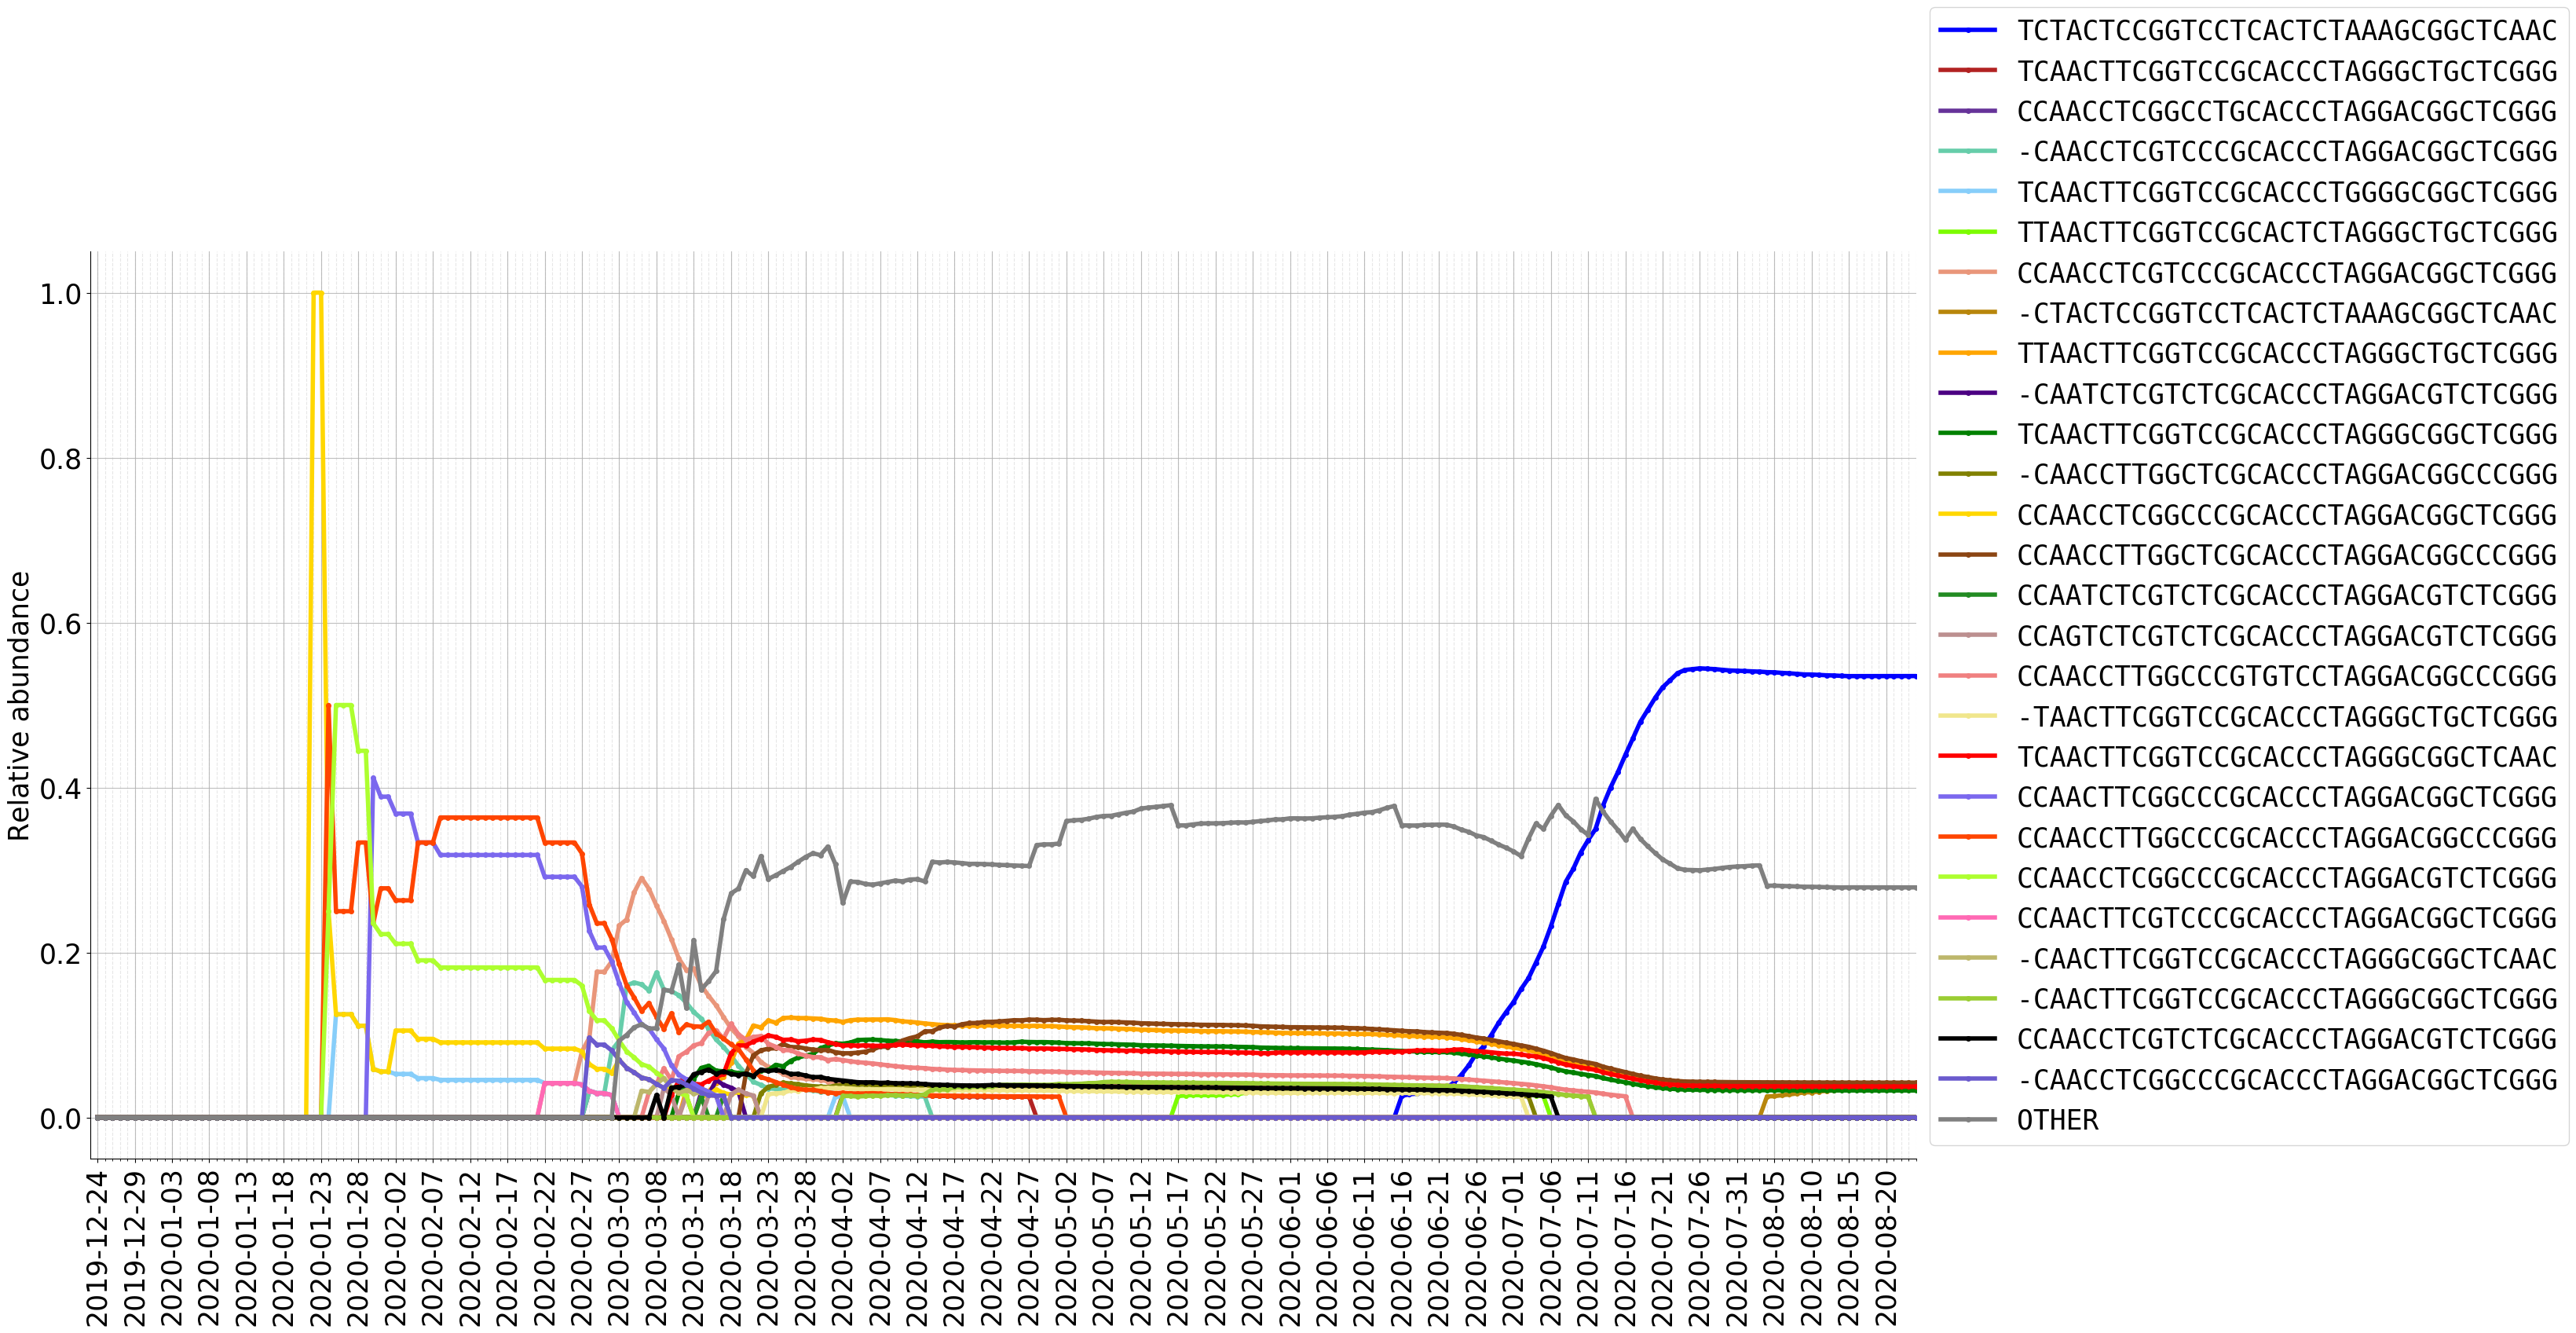 TCTACTCCGGTCCTCACTCTAAAGCGGCTCAAC
TCAACTTCGGTCCGCACCCTAGGGCTGCTCGGG
CCAACCTCGGCCTGCACCCTAGGACGGCTCGGG
-CAACCTCGTCCCGCACCCTAGGACGGCTCGGG
TCAACTTCGGTCCGCACCCTGGGGCGGCTCGGG
TTAACTTCGGTCCGCACTCTAGGGCTGCTCGGG
CCAACCTCGTCCCGCACCCTAGGACGGCTCGGG
-CTACTCCGGTCCTCACTCTAAAGCGGCTCAAC
TTAACTTCGGTCCGCACCCTAGGGCTGCTCGGG
-CAATCTCGTCTCGCACCCTAGGACGTCTCGGG
TCAACTTCGGTCCGCACCCTAGGGCGGCTCGGG
-CAACCTTGGCTCGCACCCTAGGACGGCCCGGG
CCAACCTCGGCCCGCACCCTAGGACGGCTCGGG
CCAACCTTGGCTCGCACCCTAGGACGGCCCGGG
CCAATCTCGTCTCGCACCCTAGGACGTCTCGGG
CCAGTCTCGTCTCGCACCCTAGGACGTCTCGGG
CCAACCTTGGCCCGTGTCCTAGGACGGCCCGGG
-TAACTTCGGTCCGCACCCTAGGGCTGCTCGGG
TCAACTTCGGTCCGCACCCTAGGGCGGCTCAAC
CCAACTTCGGCCCGCACCCTAGGACGGCTCGGG
CCAACCTTGGCCCGCACCCTAGGACGGCCCGGG
CCAACCTCGGCCCGCACCCTAGGACGTCTCGGG
CCAACTTCGTCCCGCACCCTAGGACGGCTCGGG
-CAACTTCGGTCCGCACCCTAGGGCGGCTCAAC
-CAACTTCGGTCCGCACCCTAGGGCGGCTCGGG
CCAACCTCGTCTCGCACCCTAGGACGTCTCGGG
-CAACCTCGGCCCGCACCCTAGGACGGCTCGGG
OTHER
Relative abundance
1.0
0.8
0.6
0.4
0.2
0.0
2019-12-24
2019-12-29
2020-01-03
2020-01-08
2020-01-13
2020-01-18
2020-01-23
2020-01-28
2020-02-02
2020-02-07
2020-02-12
2020-02-17
2020-02-22
2020-02-27
2020-03-03
2020-03-08
2020-03-13
2020-03-18
2020-03-23
2020-03-28
2020-04-02
2020-04-07
2020-04-12
2020-04-17
2020-04-22
2020-04-27
2020-05-02
2020-05-07
2020-05-12
2020-05-17
2020-05-22
2020-05-27
2020-06-01
2020-06-06
2020-06-11
2020-06-16
2020-06-21
2020-06-26
2020-07-01
2020-07-06
2020-07-11
2020-07-16
2020-07-21
2020-07-26
2020-07-31
2020-08-05
2020-08-10
2020-08-15
2020-08-20